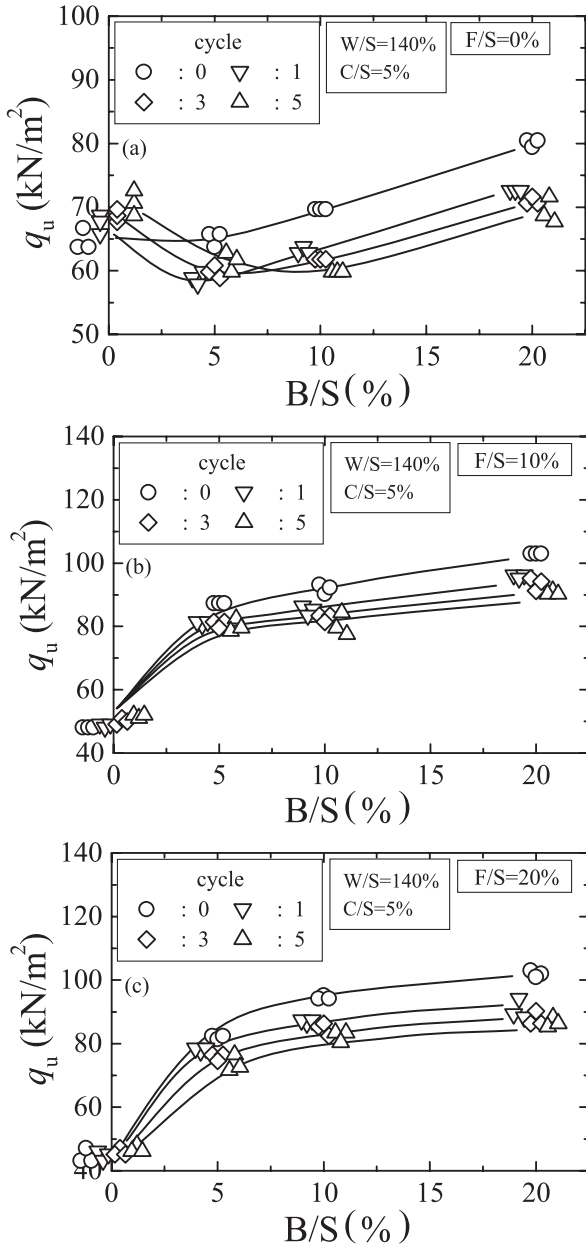 100
90
80
70
60
50
q_u (kN/m²)
cycle
: 0 : 1
: 3 : 5
W/S=140%
C/S=5%
F/S=0%
(a)
0 5 10 15 20
B/S (%)
140
120
100
80
60
40
q_u (kN/m²)
cycle
: 0 : 1
: 3 : 5
W/S=140%
C/S=5%
F/S=10%
(b)
0 5 10 15 20
B/S (%)
140
120
100
80
60
40
q_u (kN/m²)
cycle
: 0 : 1
: 3 : 5
W/S=140%
C/S=5%
F/S=20%
(c)
0 5 10 15 20
B/S (%)